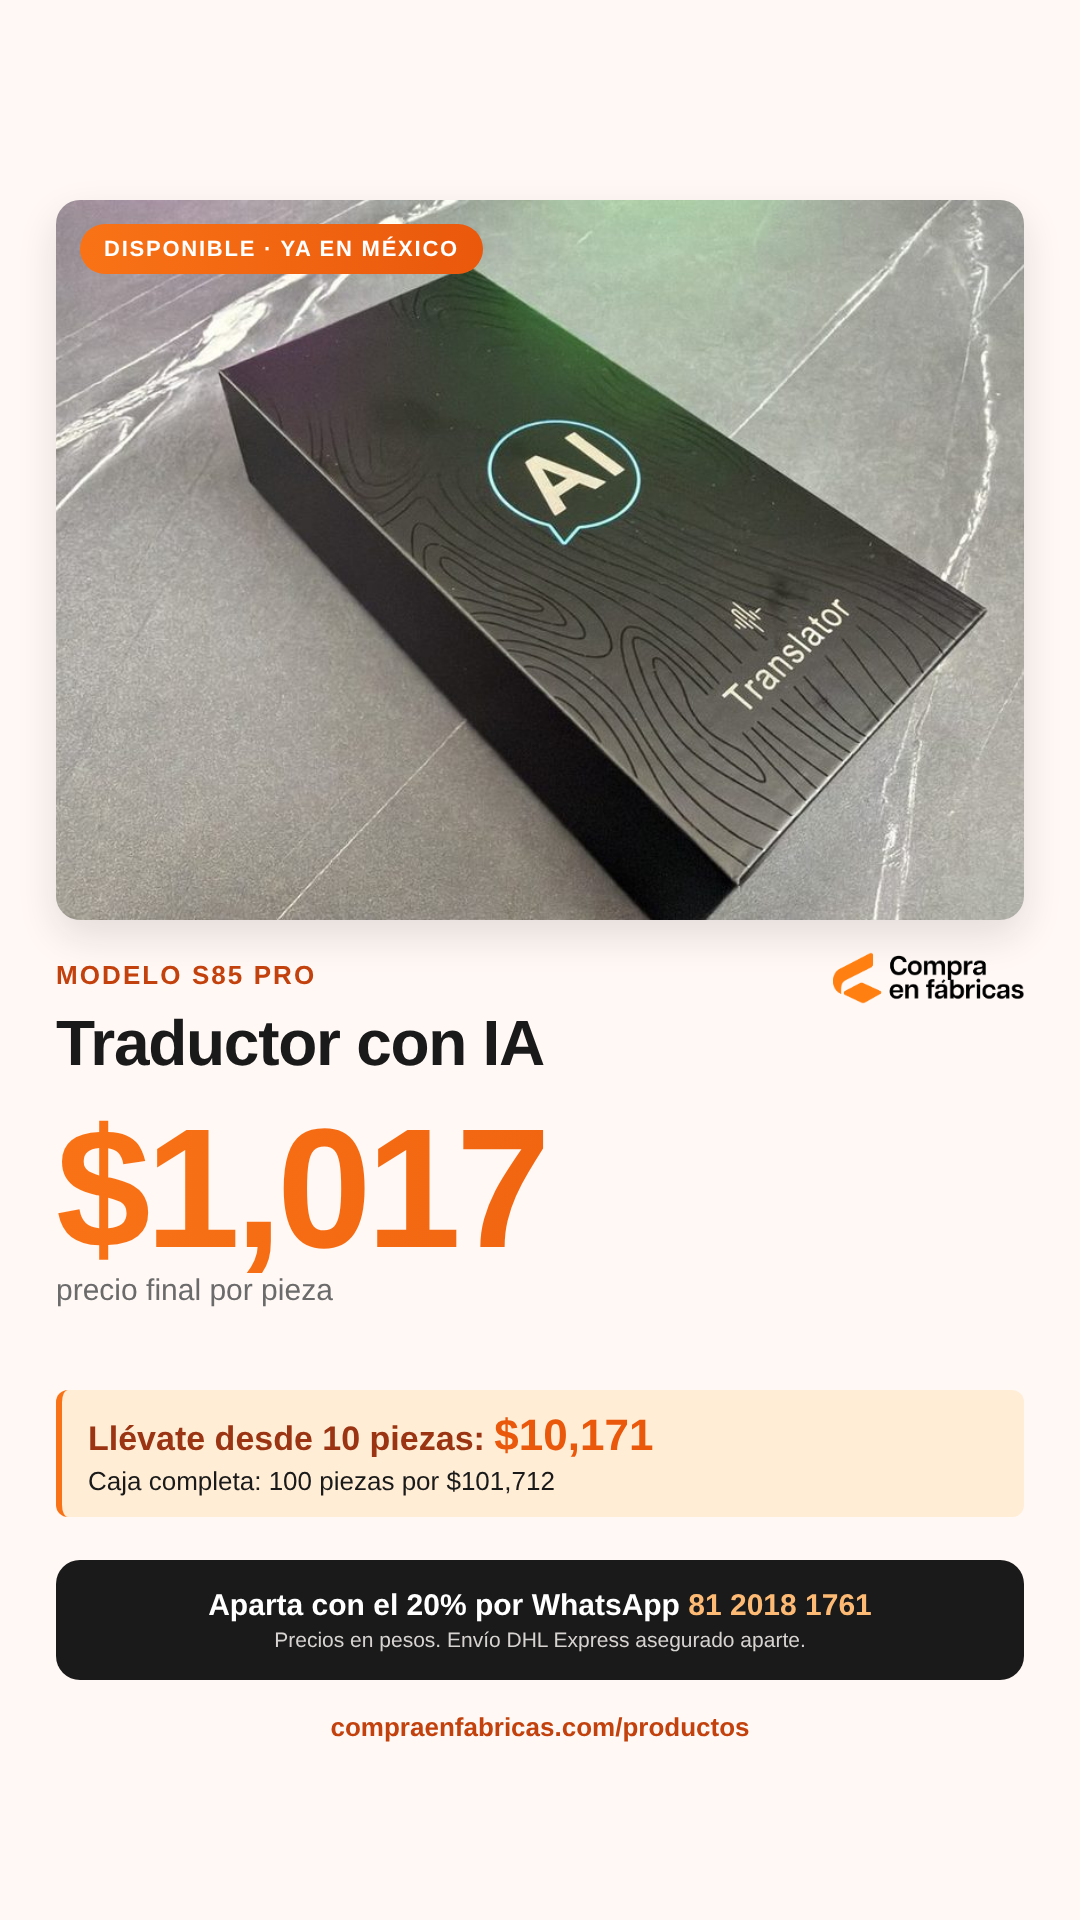 DISPONIBLE · YA EN MÉXICO
AI
Translator
MODELO S85 PRO
Compra
en fábricas
Traductor con IA
$1,017
precio final por pieza
Llévate desde 10 piezas: $10,171
Caja completa: 100 piezas por $101,712
Aparta con el 20% por WhatsApp 81 2018 1761
Precios en pesos. Envío DHL Express asegurado aparte.
compraenfabricas.com/productos